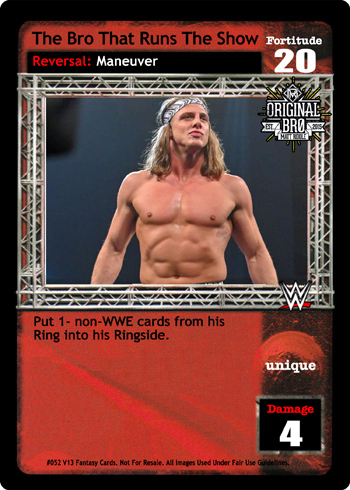 The Bro That Runs The Show
Fortitude
20
Reversal: Maneuver
ORIGINAL
BRO
EST. 2015
Put 1- non-WWE cards from his
Ring into his Ringside.
unique
Damage
4
#052 V13 Fantasy Cards. Not For Resale. All Images Used Under Fair Use Guidelines.